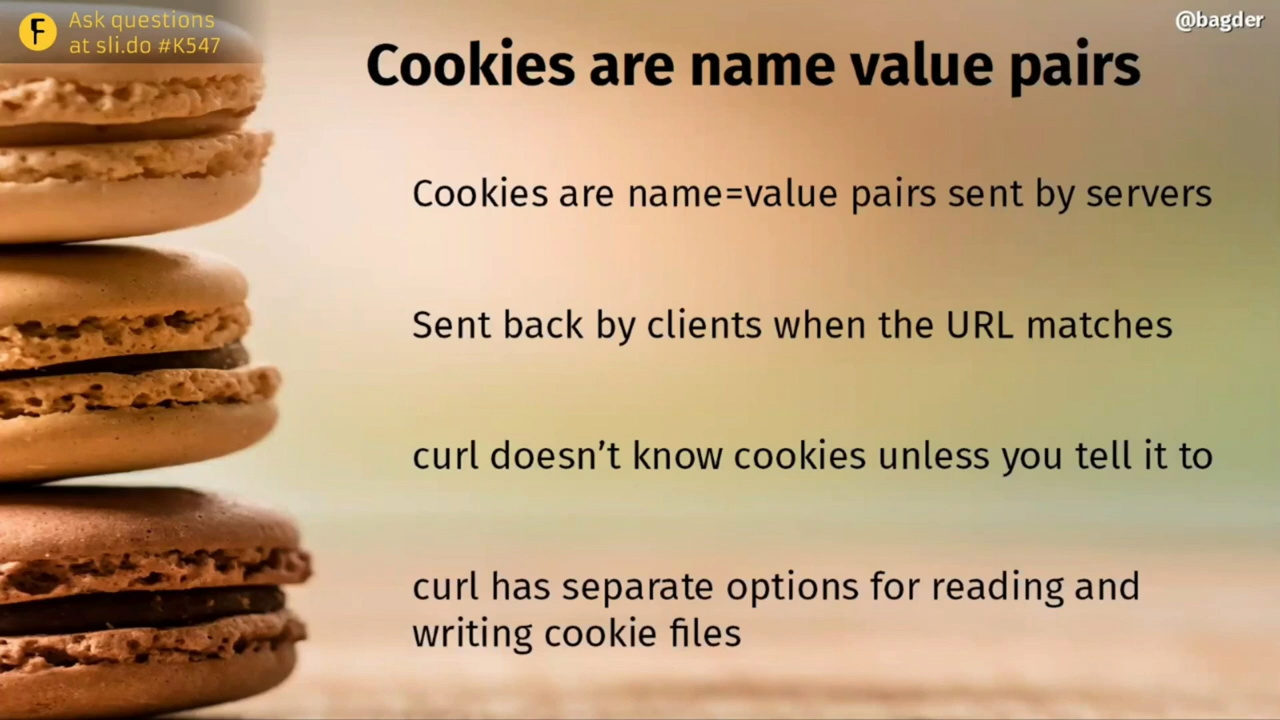 F
Ask questions
at sli.do #K547
@bagder
Cookies are name value pairs
Cookies are name=value pairs sent by servers
Sent back by clients when the URL matches
curl doesn’t know cookies unless you tell it to
curl has separate options for reading and
writing cookie files